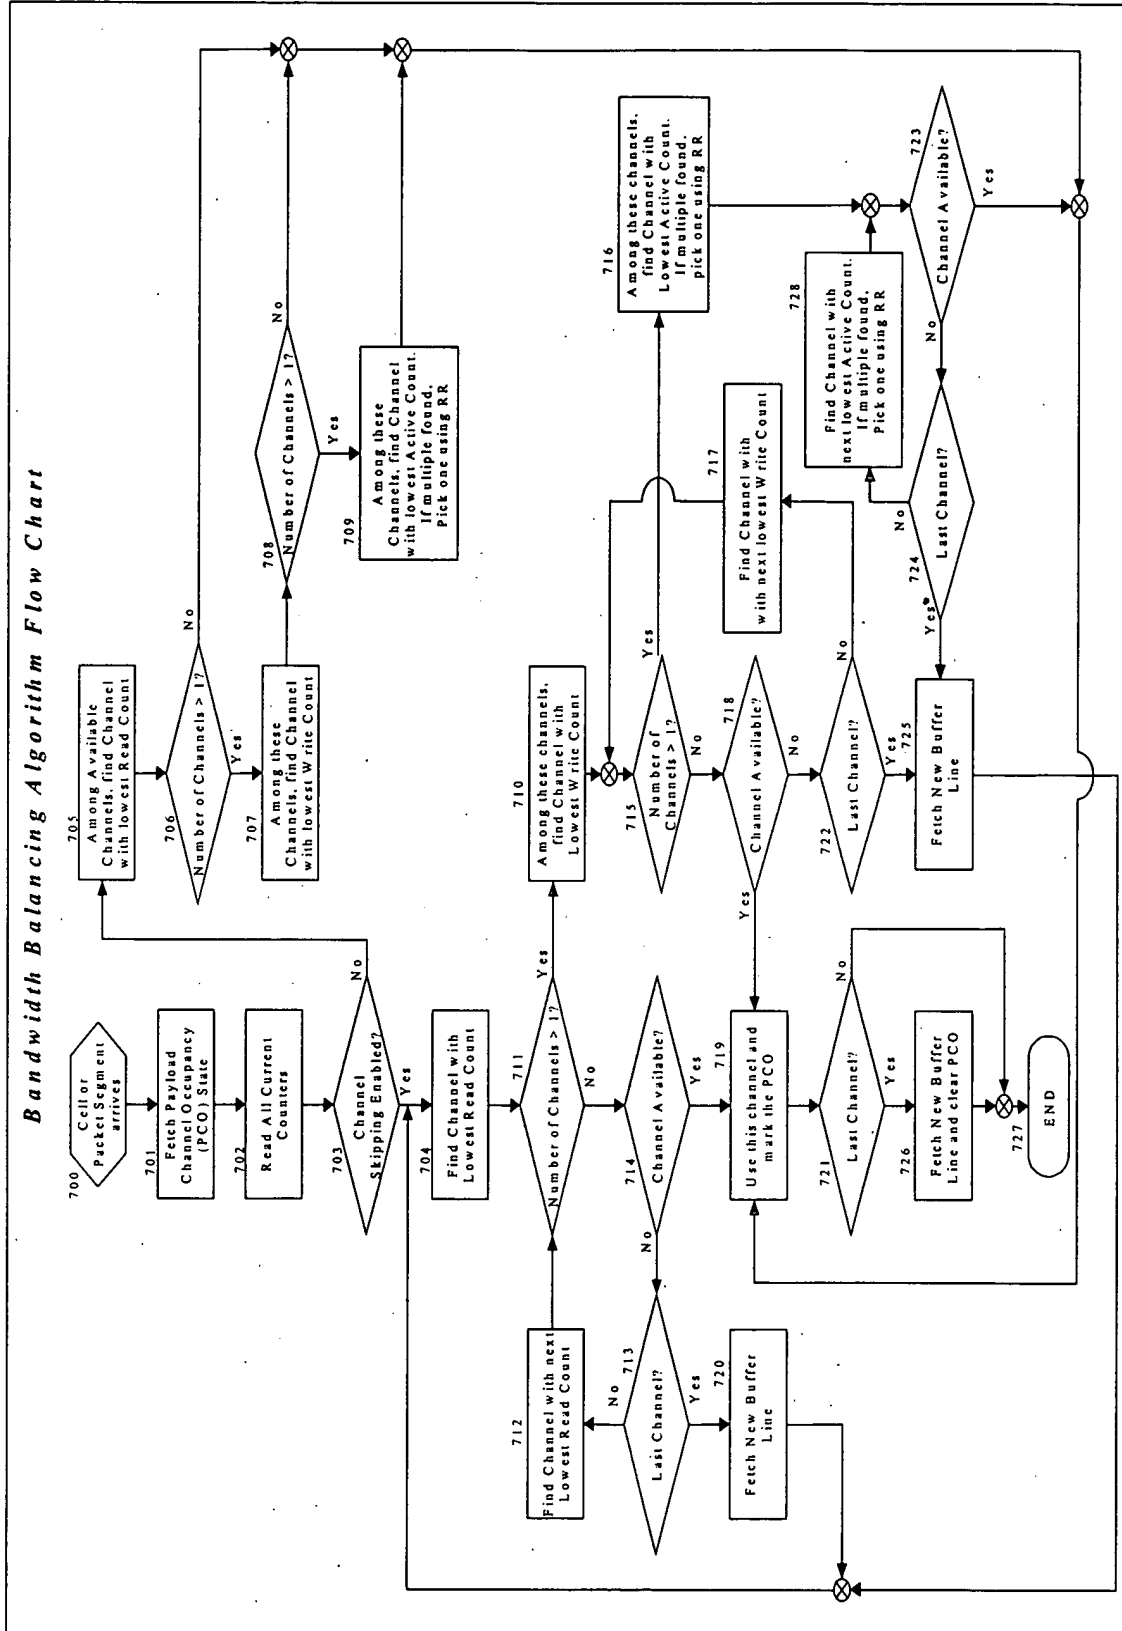 Bandwidth Balancing Algorithm Flow Chart
700
Cell or
Packet Segment
arrives
701
Fetch Payload
Channel Occupancy
(PCO) State
702
Read All Current
Counters
703
Channel
Skipping Enabled?
No
Yes
705
Among Available
Channels, find Channel
with lowest Read Count
706
Number of Channels > 1?
No
Yes
707
Among these
Channels, find Channel
with lowest Write Count
708
Number of Channels > 1?
No
Yes
709
Among these
Channels, find Channel
with lowest Active Count.
If multiple found,
Pick one using RR
704
Find Channel with
Lowest Read Count
711
Number of Channels > 1?
Yes
No
712
Find Channel with next
Lowest Read Count
714
Channel Available?
No
Yes
713
Last Channel?
No
Yes
720
Fetch New Buffer
Line
710
Among these channels,
find Channel with
Lowest Write Count
715
Number of
Channels > 1?
Yes
No
718
Channel Available?
Yes
No
722
Last Channel?
No
Yes
717
Find Channel with
next lowest Write Count
725
Fetch New Buffer
Line
716
Among these channels,
find Channel with
Lowest Active Count.
If multiple found,
pick one using RR
728
Find Channel with
next lowest Active Count.
If multiple found,
Pick one using RR
723
Channel Available?
No
Yes
724
Last Channel?
No
Yes
719
Use this channel and
mark the PCO
721
Last Channel?
No
Yes
726
Fetch New Buffer
Line and clear PCO
727
END